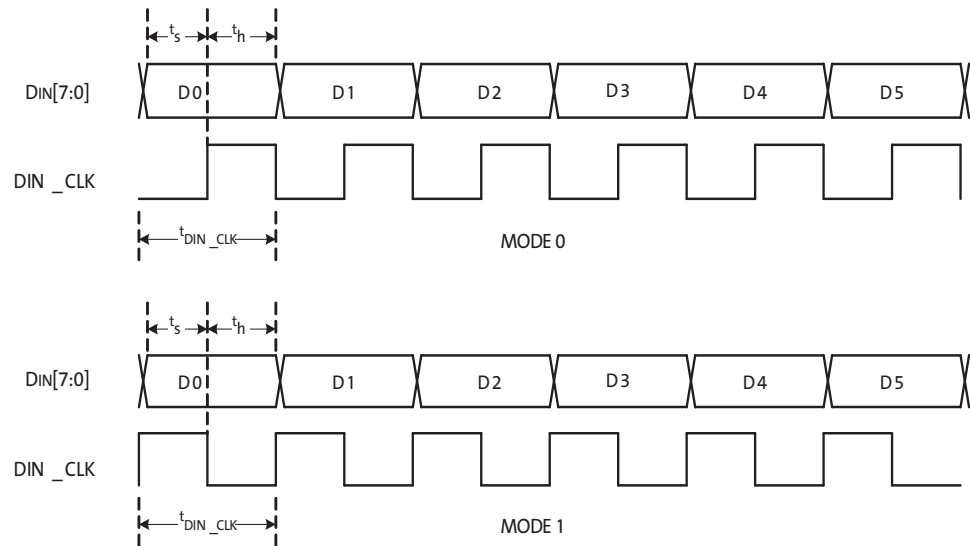 ts th
DIN[7:0] D0 D1 D2 D3 D4 D5
DIN _CLK
tDIN _CLK MODE 0
ts th
DIN[7:0] D0 D1 D2 D3 D4 D5
DIN _CLK
tDIN _CLK MODE 1